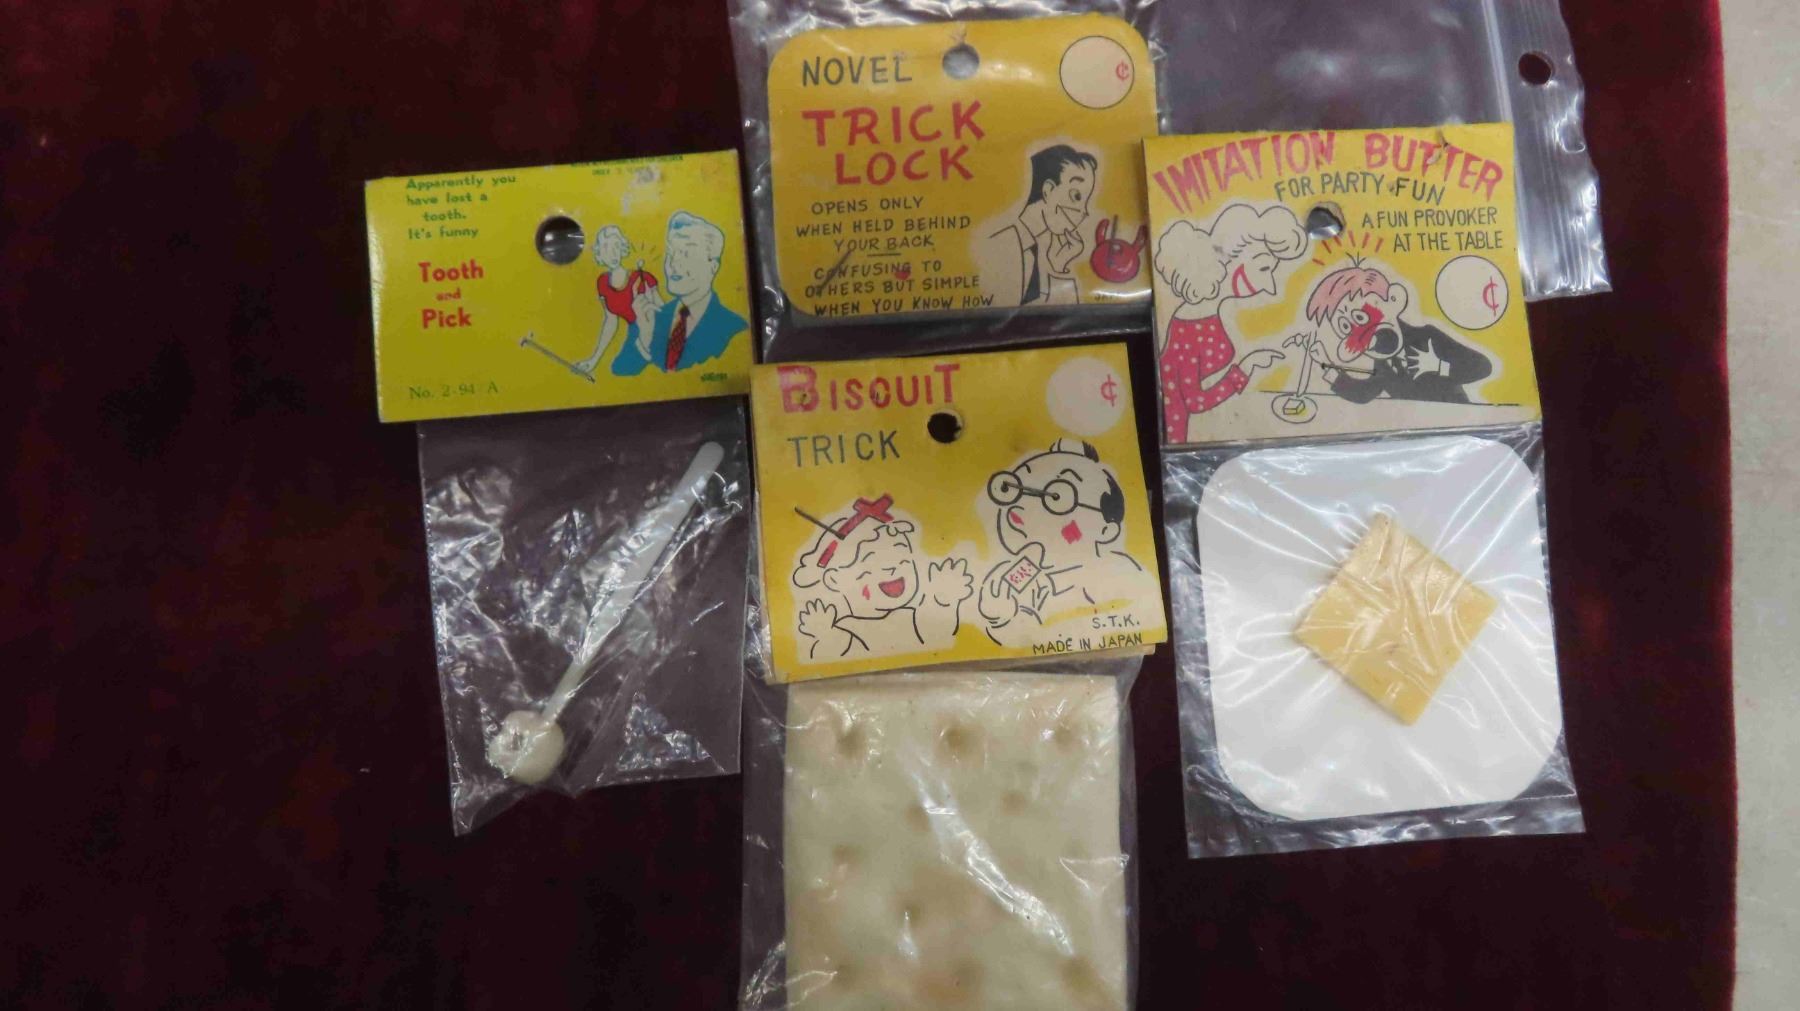 Apparently you
have lost a
tooth.
It's funny
Tooth
and
Pick
No. 2-94 A
NOVEL
¢
TRICK
LOCK
OPENS ONLY
WHEN HELD BEHIND
YOUR BACK
CONFUSING TO
OTHERS BUT SIMPLE
WHEN YOU KNOW HOW
BISCUIT
¢
TRICK
S.T.K.
MADE IN JAPAN
IMITATION BUTTER
FOR PARTY FUN
A FUN PROVOKER
AT THE TABLE
¢